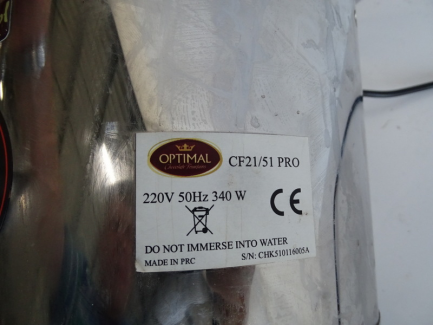 OPTIMAL
CF21/51 PRO
220V 50Hz 340 W
CE
DO NOT IMMERSE INTO WATER
MADE IN PRC
S/N: CHK510116005A